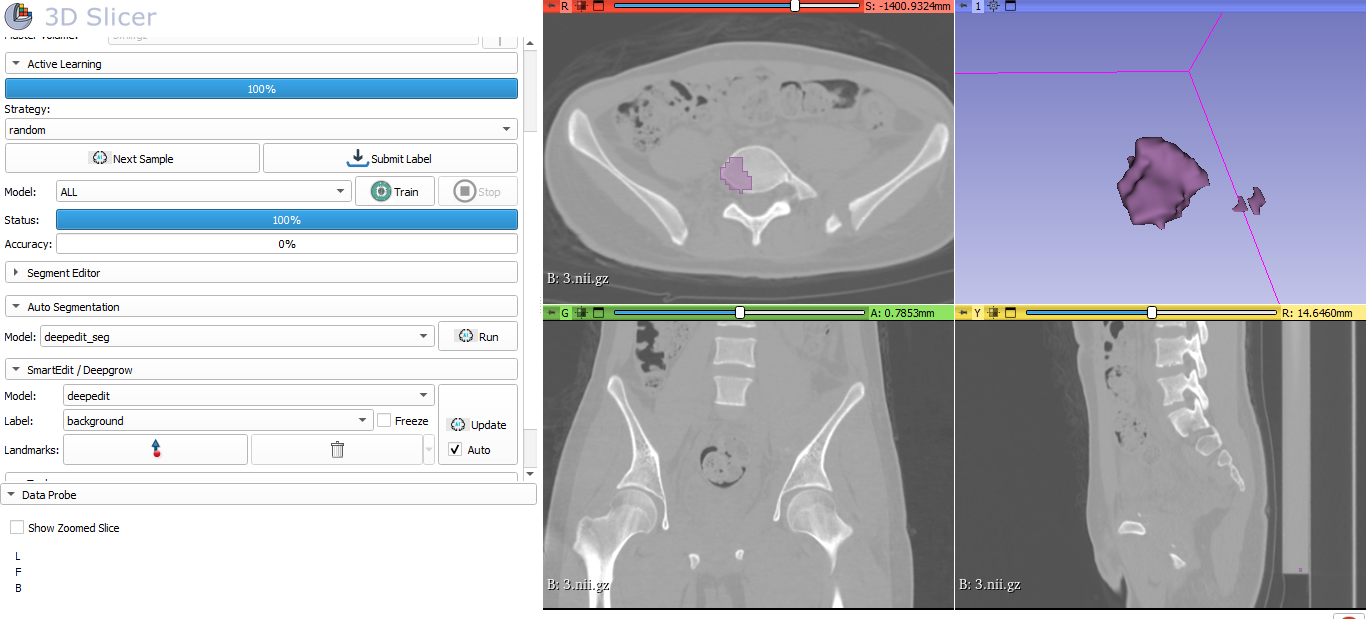 3D Slicer
Active Learning
100%
Strategy:
random
Next Sample
Submit Label
Model:
ALL
Train
Stop
Status:
100%
Accuracy:
0%
Segment Editor
Auto Segmentation
Model:
deepedit_seg
Run
SmartEdit / Deepgrow
Model:
deepedit
Label:
background
Freeze
Update
Landmarks:
Auto
Data Probe
Show Zoomed Slice
L
F
B
R
S: -1400.9324mm
B: 3.nii.gz
1
G
A: 0.7853mm
B: 3.nii.gz
Y
R: 14.6460mm
B: 3.nii.gz